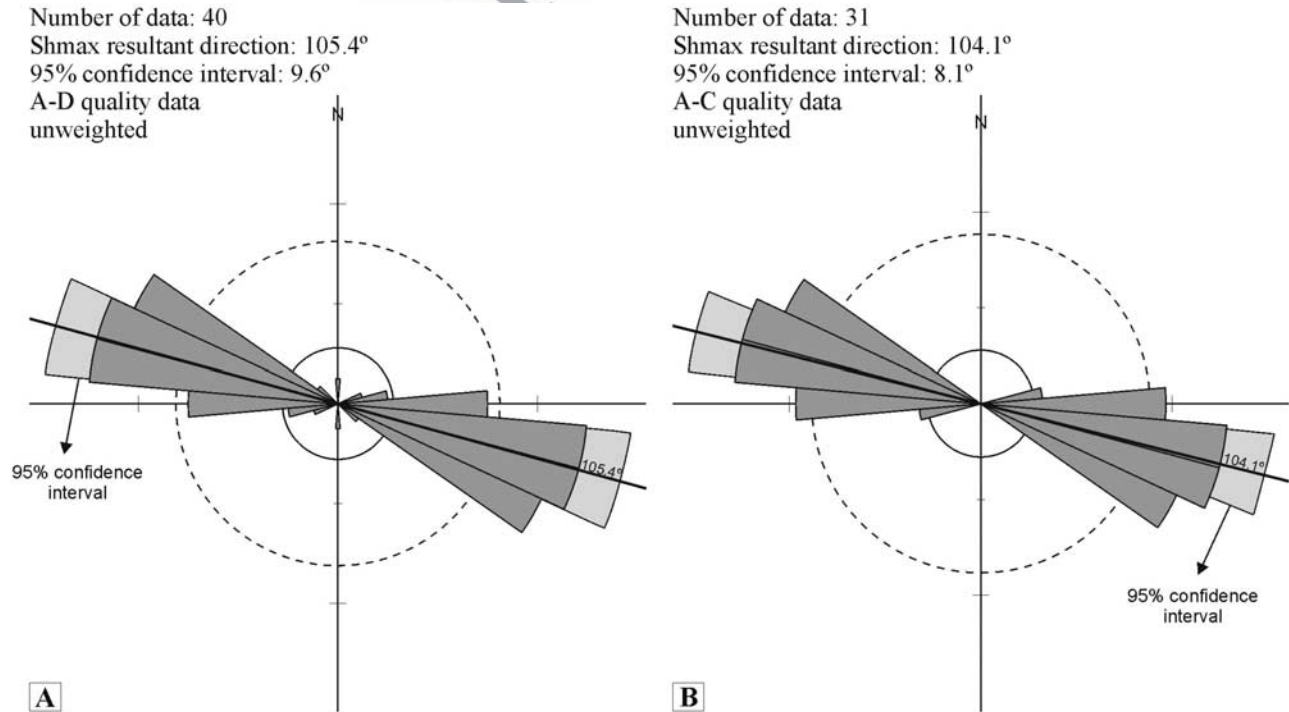 Number of data: 40
Shmax resultant direction: 105.4º
95% confidence interval: 9.6º
A-D quality data
unweighted
N
105.4º
95% confidence
interval
A
Number of data: 31
Shmax resultant direction: 104.1º
95% confidence interval: 8.1º
A-C quality data
unweighted
N
104.1º
95% confidence
interval
B